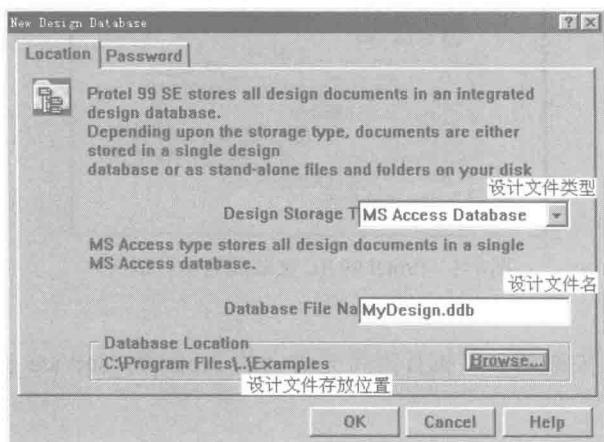 New Design Database
Location Password
Protel 99 SE stores all design documents in an integrated
design database.
Depending upon the storage type, documents are either
stored in a single design
database or as stand-alone files and folders on your disk
设计文件类型
Design Storage T MS Access Database
MS Access type stores all design documents in a single
MS Access database.
设计文件名
Database File Na MyDesign.ddb
Database Location
C:\Program Files\..\Examples Browse...
设计文件存放位置
OK Cancel Help